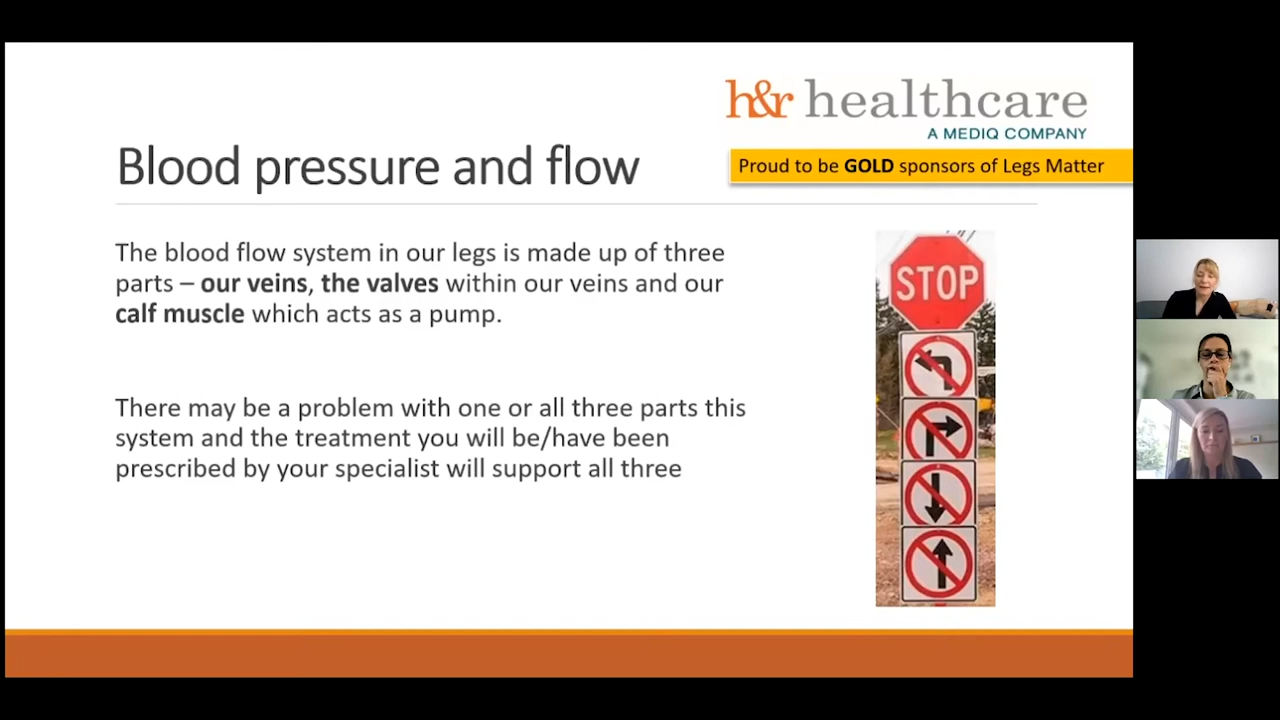 h&r healthcare
A MEDIQ COMPANY
Proud to be GOLD sponsors of Legs Matter
Blood pressure and flow
The blood flow system in our legs is made up of three
parts – our veins, the valves within our veins and our
calf muscle which acts as a pump.
There may be a problem with one or all three parts this
system and the treatment you will be/have been
prescribed by your specialist will support all three
STOP